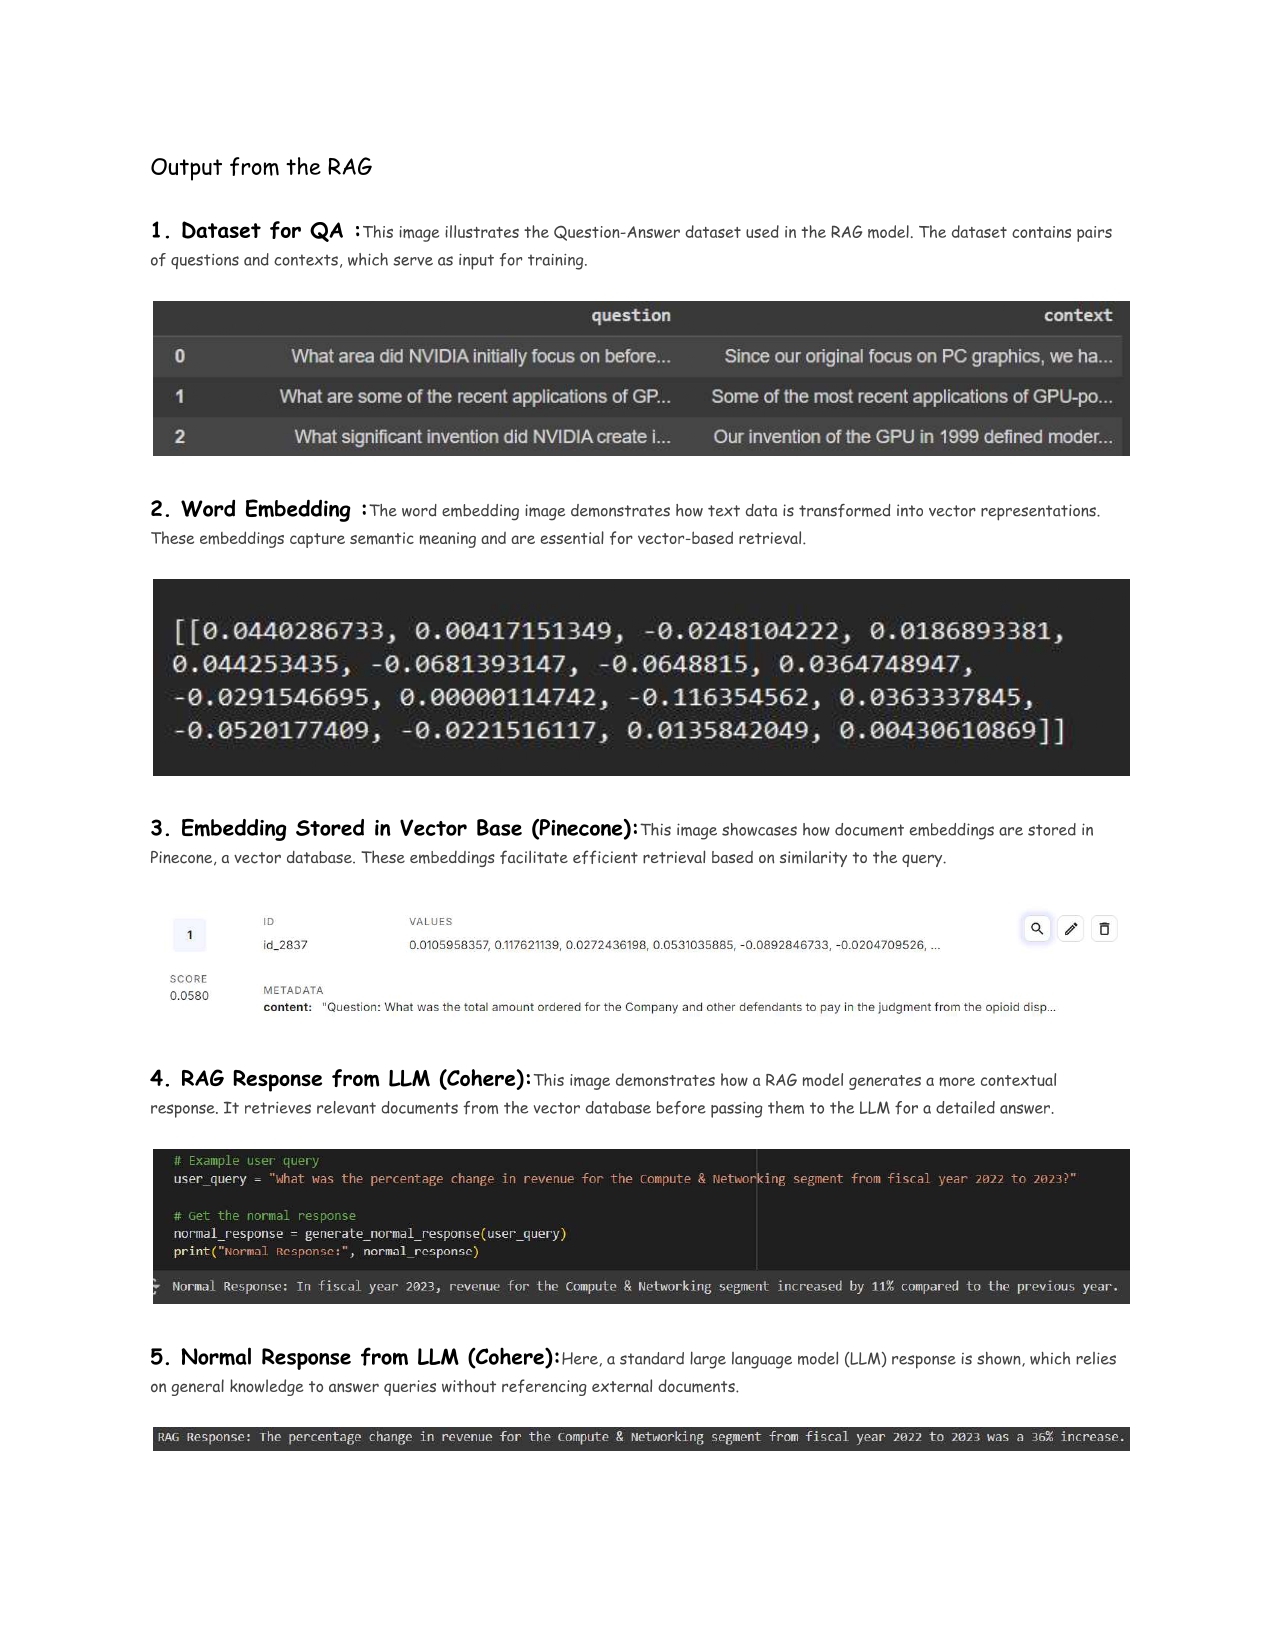 Output from the RAG
1. Dataset for QA :This image illustrates the Question-Answer dataset used in the RAG model. The dataset contains pairs
of questions and contexts, which serve as input for training.
question context
0 What area did NVIDIA initially focus on before... Since our original focus on PC graphics, we ha...
1 What are some of the recent applications of GP... Some of the most recent applications of GPU-po...
2 What significant invention did NVIDIA create i... Our invention of the GPU in 1999 defined moder...
2. Word Embedding :The word embedding image demonstrates how text data is transformed into vector representations.
These embeddings capture semantic meaning and are essential for vector-based retrieval.
[[0.0440286733, 0.00417151349, -0.0248104222, 0.0186893381,
0.044253435, -0.0681393147, -0.0648815, 0.0364748947,
-0.0291546695, 0.00000114742, -0.116354562, 0.0363337845,
-0.0520177409, -0.0221516117, 0.0135842049, 0.00430610869]]
3. Embedding Stored in Vector Base (Pinecone):This image showcases how document embeddings are stored in
Pinecone, a vector database. These embeddings facilitate efficient retrieval based on similarity to the query.
ID VALUES
1 id_2837 0.0105958357, 0.117621139, 0.0272436198, 0.0531035885, -0.0892846733, -0.0204709526, ...
SCORE
0.0580
METADATA
content: "Question: What was the total amount ordered for the Company and other defendants to pay in the judgment from the opioid disp...
4. RAG Response from LLM (Cohere):This image demonstrates how a RAG model generates a more contextual
response. It retrieves relevant documents from the vector database before passing them to the LLM for a detailed answer.
# Example user query
user_query = "What was the percentage change in revenue for the Compute & Networking segment from fiscal year 2022 to 2023?"
# Get the normal response
normal_response = generate_normal_response(user_query)
print("Normal Response:", normal_response)
Normal Response: In fiscal year 2023, revenue for the Compute & Networking segment increased by 11% compared to the previous year.
5. Normal Response from LLM (Cohere):Here, a standard large language model (LLM) response is shown, which relies
on general knowledge to answer queries without referencing external documents.
RAG Response: The percentage change in revenue for the Compute & Networking segment from fiscal year 2022 to 2023 was a 36% increase.